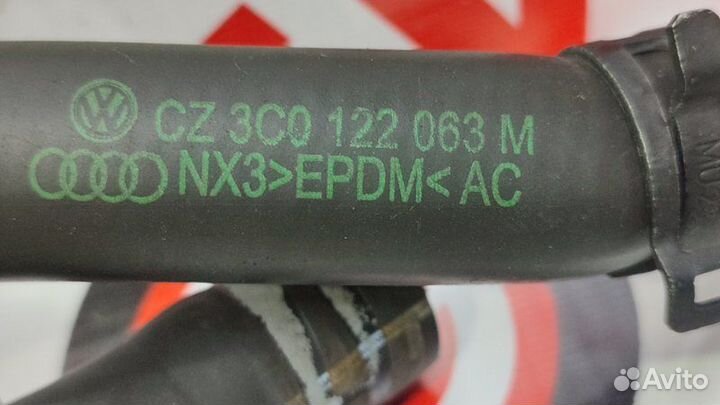 CZ 3C0 122 063 M
NX3>EPDM< AC
Avito